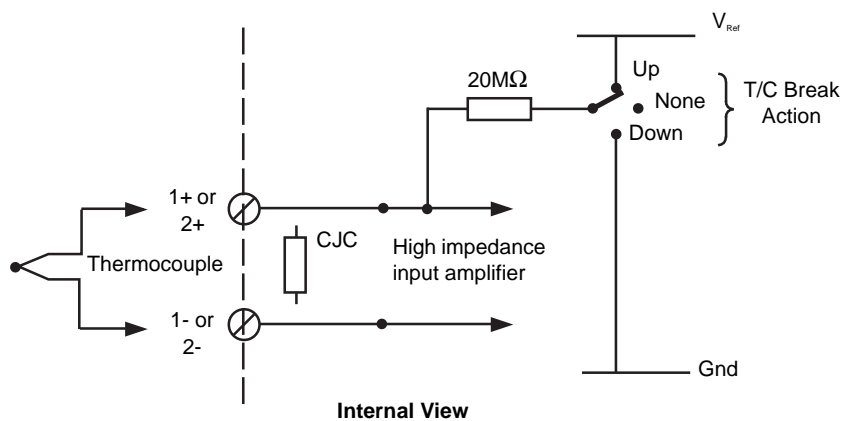 V Ref
Up
20MΩ
None
T/C Break
Action
Down
1+ or
2+
CJC
High impedance
input amplifier
Thermocouple
1- or
2-
Gnd
Internal View